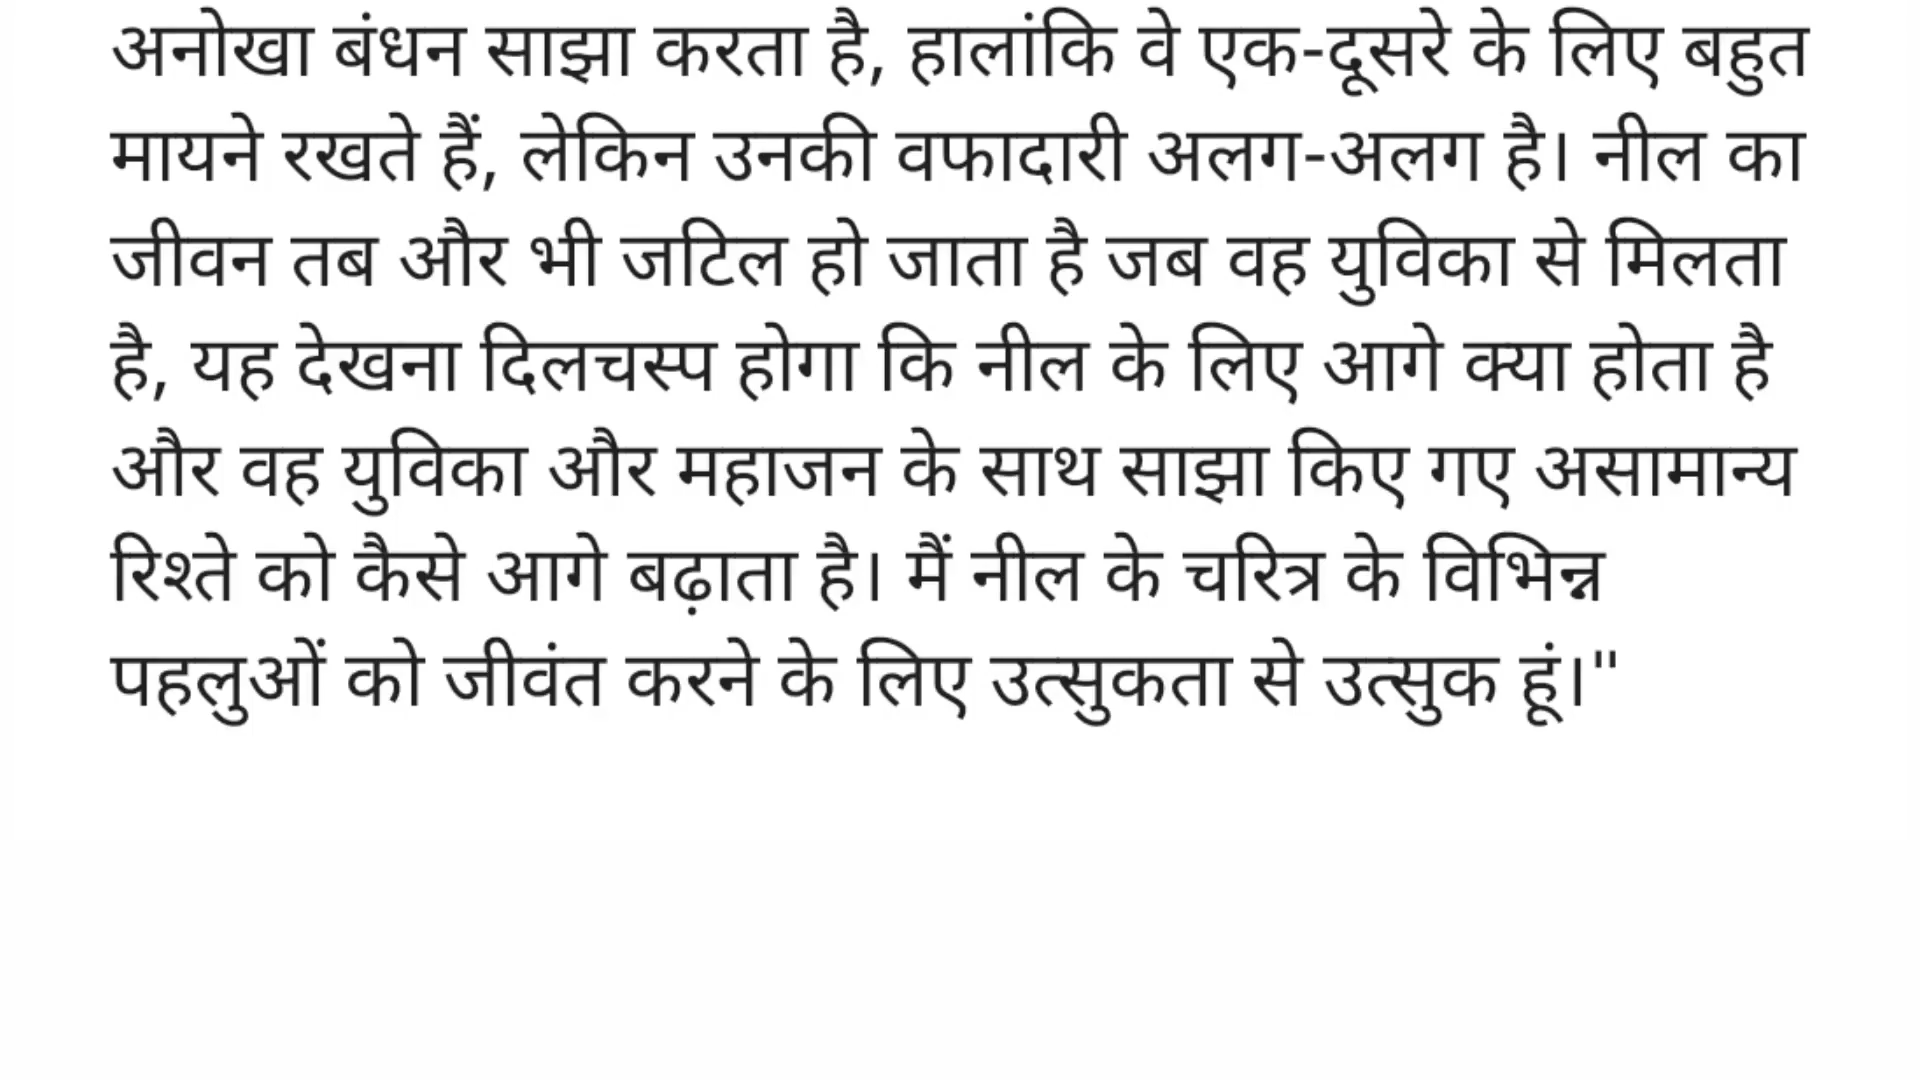 अनोखा बंधन साझा करता है, हालांकि वे एक-दूसरे के लिए बहुत
मायने रखते हैं, लेकिन उनकी वफादारी अलग-अलग है। नील का
जीवन तब और भी जटिल हो जाता है जब वह युविका से मिलता
है, यह देखना दिलचस्प होगा कि नील के लिए आगे क्या होता है
और वह युविका और महाजन के साथ साझा किए गए असामान्य
रिश्ते को कैसे आगे बढ़ाता है। मैं नील के चरित्र के विभिन्न
पहलुओं को जीवंत करने के लिए उत्सुकता से उत्सुक हूं।"